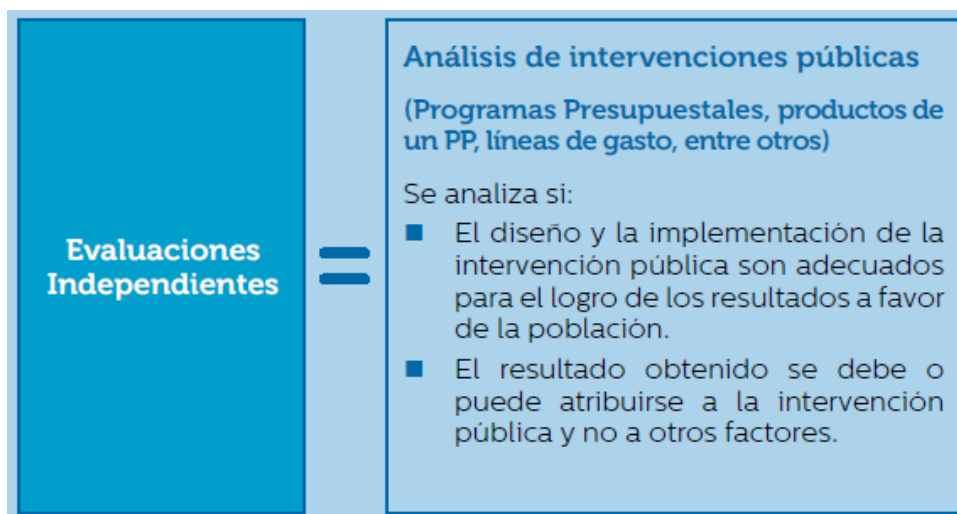 Evaluaciones
Independientes
=
Análisis de intervenciones públicas
(Programas Presupuestales, productos de
un PP, líneas de gasto, entre otros)
Se analiza si:
■ El diseño y la implementación de la
intervención pública son adecuados
para el logro de los resultados a favor
de la población.
■ El resultado obtenido se debe o
puede atribuirse a la intervención
pública y no a otros factores.